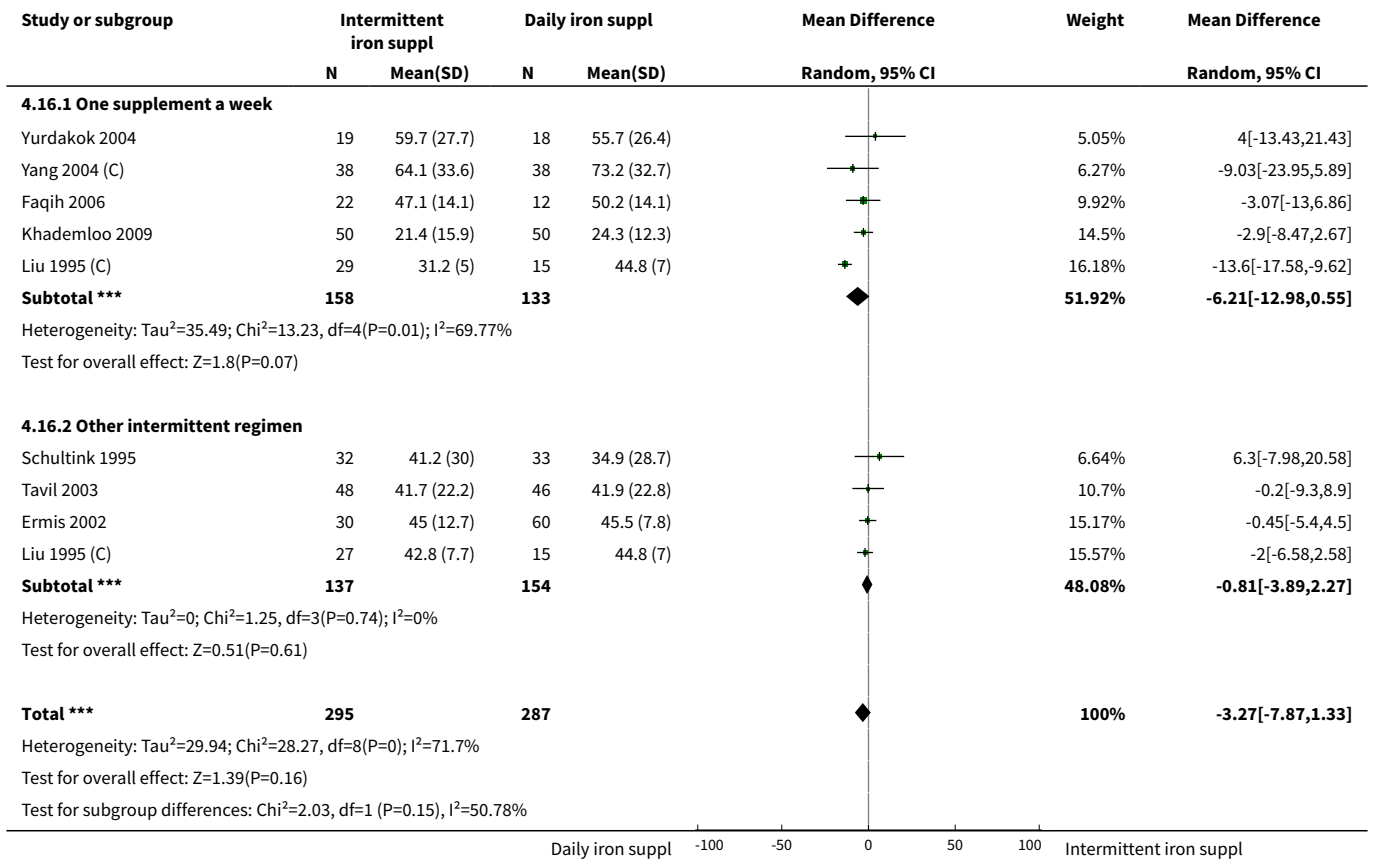 Study or subgroup Intermittent iron suppl Daily iron suppl Mean Difference Weight Mean Difference
N Mean(SD) N Mean(SD) Random, 95% CI Random, 95% CI
4.16.1 One supplement a week
Yurdakok 2004 19 59.7 (27.7) 18 55.7 (26.4) 5.05% 4[-13.43,21.43]
Yang 2004 (C) 38 64.1 (33.6) 38 73.2 (32.7) 6.27% -9.03[-23.95,5.89]
Faqih 2006 22 47.1 (14.1) 12 50.2 (14.1) 9.92% -3.07[-13,6.86]
Khademloo 2009 50 21.4 (15.9) 50 24.3 (12.3) 14.5% -2.9[-8.47,2.67]
Liu 1995 (C) 29 31.2 (5) 15 44.8 (7) 16.18% -13.6[-17.58,-9.62]
Subtotal *** 158 133 51.92% -6.21[-12.98,0.55]
Heterogeneity: Tau²=35.49; Chi²=13.23, df=4(P=0.01); I²=69.77%
Test for overall effect: Z=1.8(P=0.07)
4.16.2 Other intermittent regimen
Schultink 1995 32 41.2 (30) 33 34.9 (28.7) 6.64% 6.3[-7.98,20.58]
Tavil 2003 48 41.7 (22.2) 46 41.9 (22.8) 10.7% -0.2[-9.3,8.9]
Ermis 2002 30 45 (12.7) 60 45.5 (7.8) 15.17% -0.45[-5.4,4.5]
Liu 1995 (C) 27 42.8 (7.7) 15 44.8 (7) 15.57% -2[-6.58,2.58]
Subtotal *** 137 154 48.08% -0.81[-3.89,2.27]
Heterogeneity: Tau²=0; Chi²=1.25, df=3(P=0.74); I²=0%
Test for overall effect: Z=0.51(P=0.61)
Total *** 295 287 100% -3.27[-7.87,1.33]
Heterogeneity: Tau²=29.94; Chi²=28.27, df=8(P=0); I²=71.7%
Test for overall effect: Z=1.39(P=0.16)
Test for subgroup differences: Chi²=2.03, df=1 (P=0.15), I²=50.78%
Daily iron suppl -100 -50 0 50 100 Intermittent iron suppl